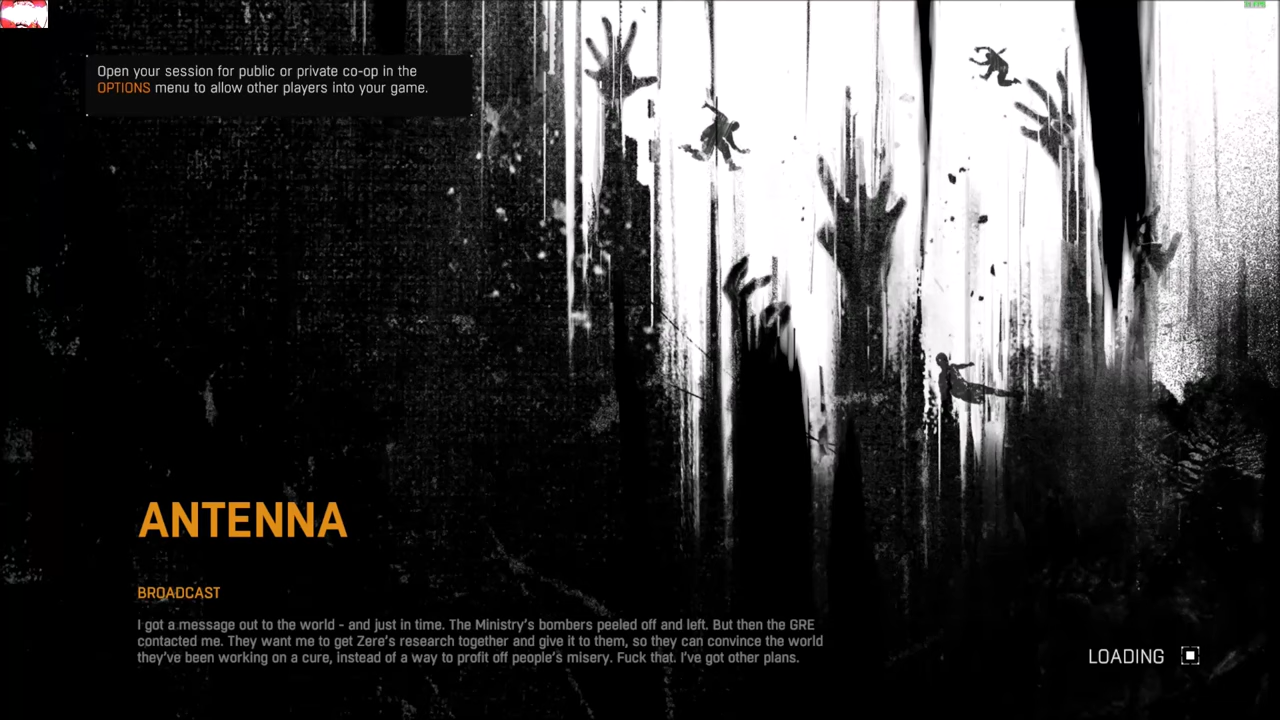 Open your session for public or private co-op in the
OPTIONS menu to allow other players into your game.
ANTENNA
BROADCAST
I got a message out to the world - and just in time. The Ministry's bombers peeled off and left. But then the GRE
contacted me. They want me to get Zere's research together and give it to them, so they can convince the world
they've been working on a cure, instead of a way to profit off people's misery. Fuck that. I've got other plans.
LOADING